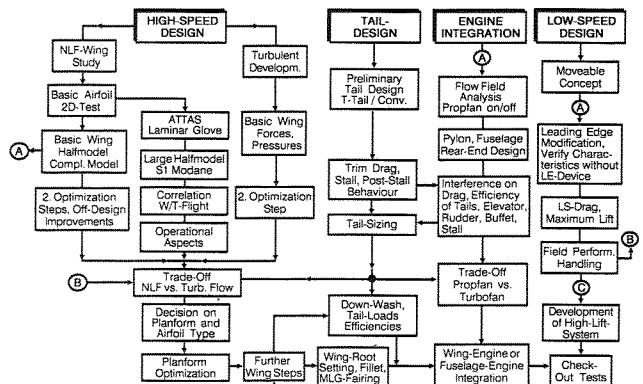 HIGH-SPEED
DESIGN
NLF-Wing
Study
Turbulent
Developm.
Basic Airfoil
2D-Test
ATTAS
Laminar Glove
Basic Wing
Forces,
Pressures
A
Basic Wing
Halfmodel
Compl. Model
Large Halfmodel
S1 Modane
2. Optimization
Steps, Off-Design
Improvements
Correlation
W/T-Flight
2. Optimization
Step
Operational
Aspects
B
Trade-Off
NLF vs. Turb. Flow
Decision on
Planform and
Airfoil Type
Planform
Optimization
Further
Wing Steps
TAIL-
DESIGN
Preliminary
Tail Design
T-Tail / Conv.
Trim Drag,
Stall, Post-Stall
Behaviour
Tail-Sizing
Down-Wash,
Tail-Loads
Efficiencies
Wing-Root
Setting, Fillet,
MLG-Fairing
ENGINE
INTEGRATION
A
Flow Field
Analysis
Propfan on/off
Pylon, Fuselage
Rear-End Design
Interference on
Drag, Efficiency
of Tails, Elevator,
Rudder, Buffet,
Stall
Trade-Off
Propfan vs.
Turbofan
Wing-Engine or
Fuselage-Engine
Integration
LOW-SPEED
DESIGN
Moveable
Concept
A
Leading Edge
Modification,
Verify Charac-
teristics without
LE-Device
LS-Drag,
Maximum Lift
B
Field Perform.
Handling
C
Development
of High-Lift-
System
Check-
Out Tests